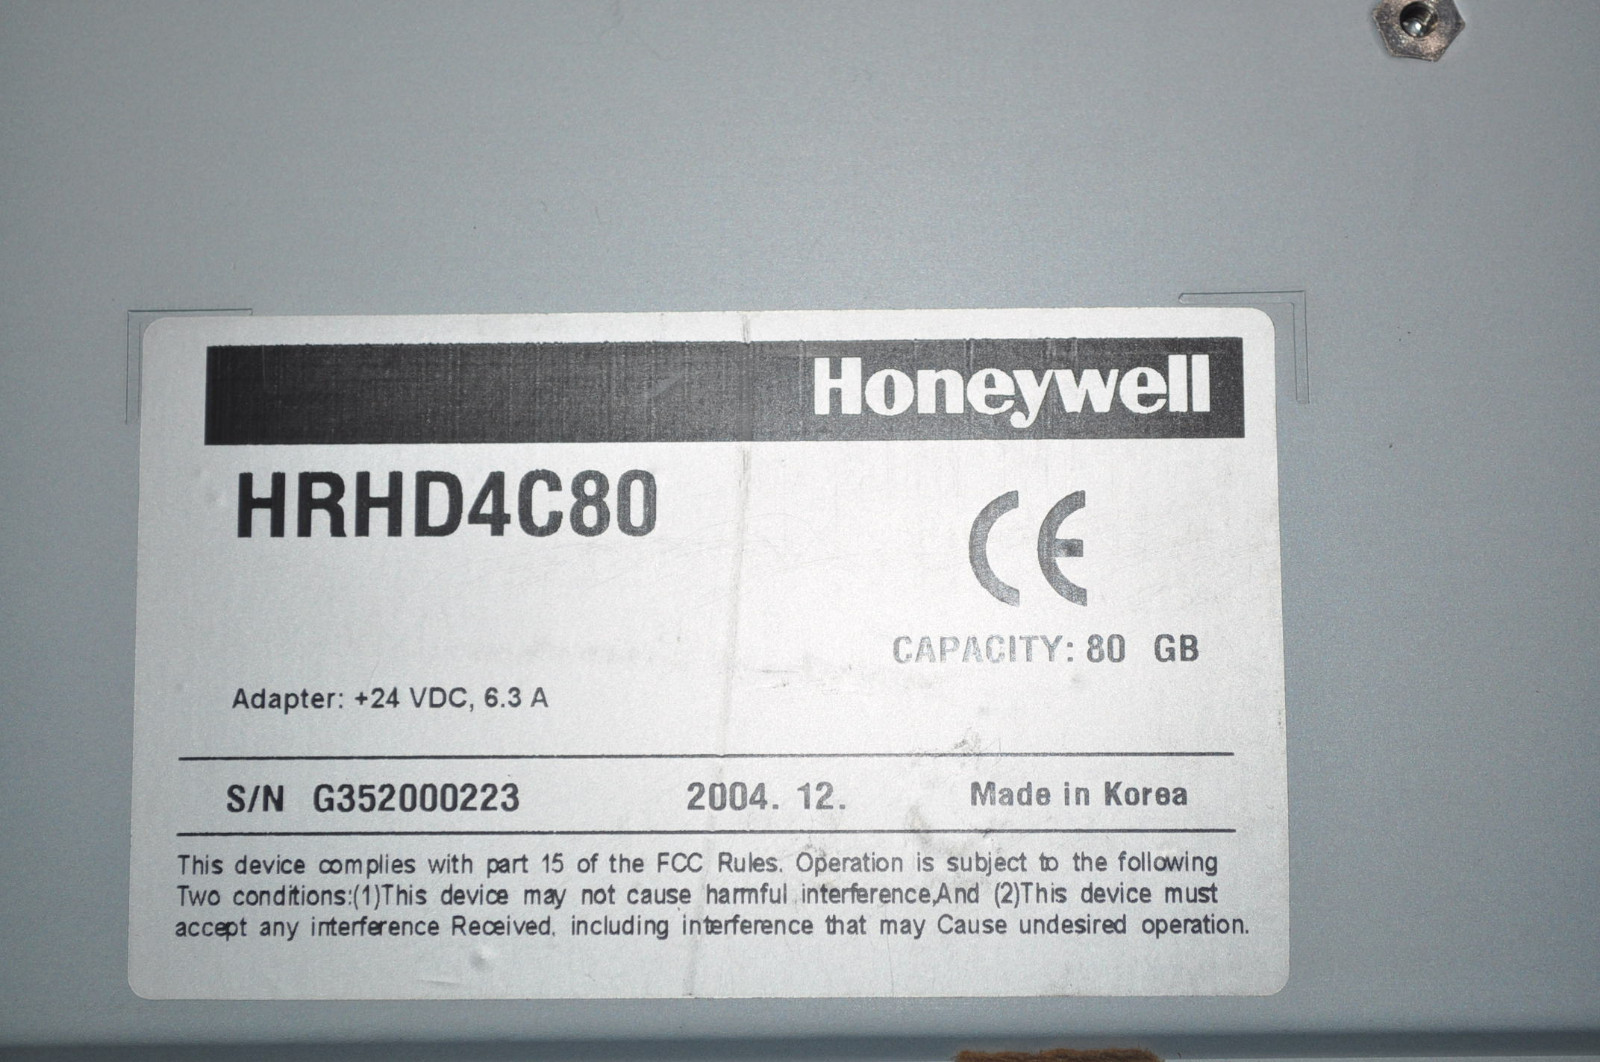 Honeywell
HRHD4C80
CE
CAPACITY: 80 GB
Adapter: +24 VDC, 6.3 A
S/N G352000223 2004. 12. Made in Korea
This device complies with part 15 of the FCC Rules. Operation is subject to the following
Two conditions:(1)This device may not cause harmful interference,And (2)This device must
accept any interference Received, including interference that may Cause undesired operation.